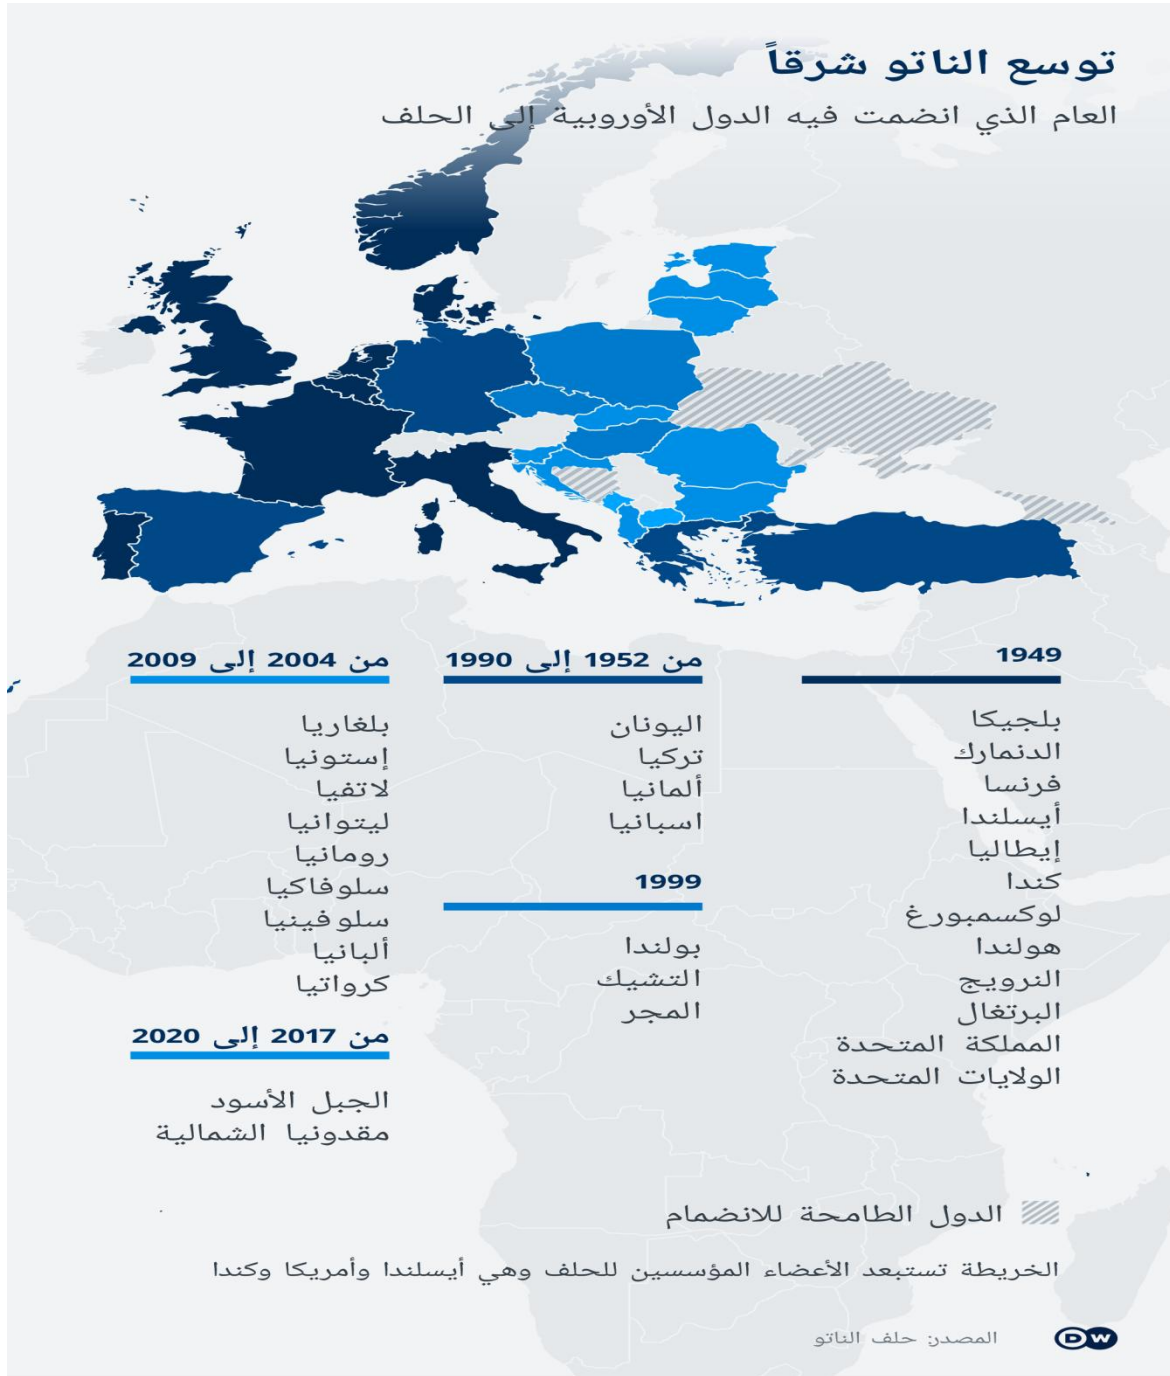 توسع الناتو شرقاً
العام الذي انضمت فيه الدول الأوروبية إلى الحلف
1949
بلجيكا
الدنمارك
فرنسا
أيسلندا
إيطاليا
كندا
لوكسمبورغ
هولندا
النرويج
البرتغال
المملكة المتحدة
الولايات المتحدة
من 1952 إلى 1990
اليونان
تركيا
ألمانيا
اسبانيا
1999
بولندا
التشيك
المجر
من 2004 إلى 2009
بلغاريا
إستونيا
لاتفيا
ليتوانيا
رومانيا
سلوفاكيا
سلوفينيا
ألبانيا
كرواتيا
من 2017 إلى 2020
الجبل الأسود
مقدونيا الشمالية
الدول الطامحة للانضمام
الخريطة تستبعد الأعضاء المؤسسين للحلف وهي أيسلندا وأمريكا وكندا
المصدر: حلف الناتو
DW